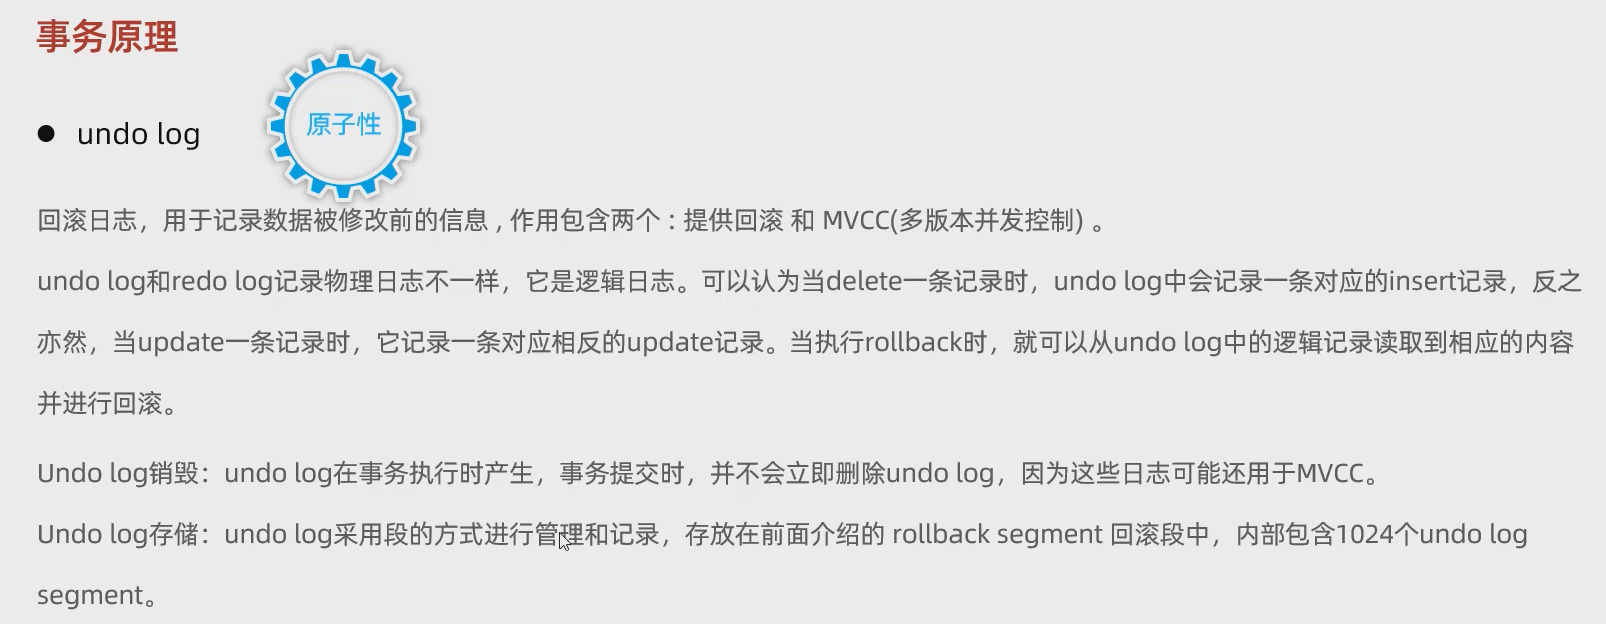 事务原理
原子性
undo log
回滚日志，用于记录数据被修改前的信息 , 作用包含两个 : 提供回滚 和 MVCC(多版本并发控制) 。
undo log和redo log记录物理日志不一样，它是逻辑日志。可以认为当delete一条记录时，undo log中会记录一条对应的insert记录，反之
亦然，当update一条记录时，它记录一条对应相反的update记录。当执行rollback时，就可以从undo log中的逻辑记录读取到相应的内容
并进行回滚。
Undo log销毁：undo log在事务执行时产生，事务提交时，并不会立即删除undo log，因为这些日志可能还用于MVCC。
Undo log存储：undo log采用段的方式进行管理和记录，存放在前面介绍的 rollback segment 回滚段中，内部包含1024个undo log
segment。